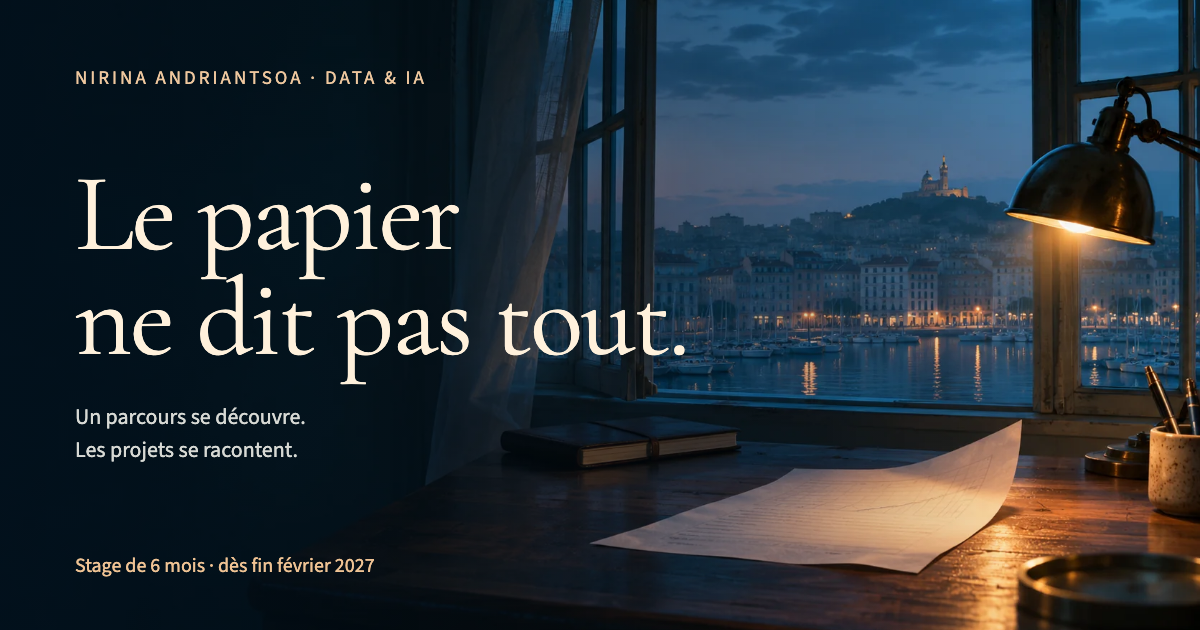 NIRINA ANDRIANTSOA · DATA & IA
Le papier
ne dit pas tout.
Un parcours se découvre.
Les projets se racontent.
Stage de 6 mois · dès fin février 2027